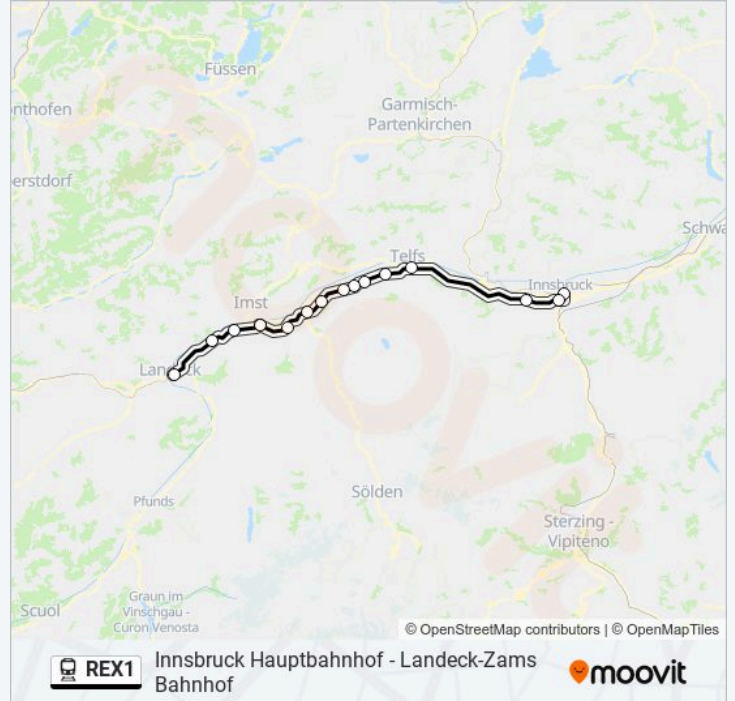 Füssen
onthofen
Garmisch-
Partenkirchen
erstdorf
Schwa
Telfs
Innsbruck
Imst
Landeck
Sölden
Pfunds
Sterzing -
Vipiteno
Graun im
Vinschgau -
Curon Venosta
Scuol
© OpenStreetMap contributors | © OpenMapTiles
REX1
Innsbruck Hauptbahnhof - Landeck-Zams
Bahnhof
moovit